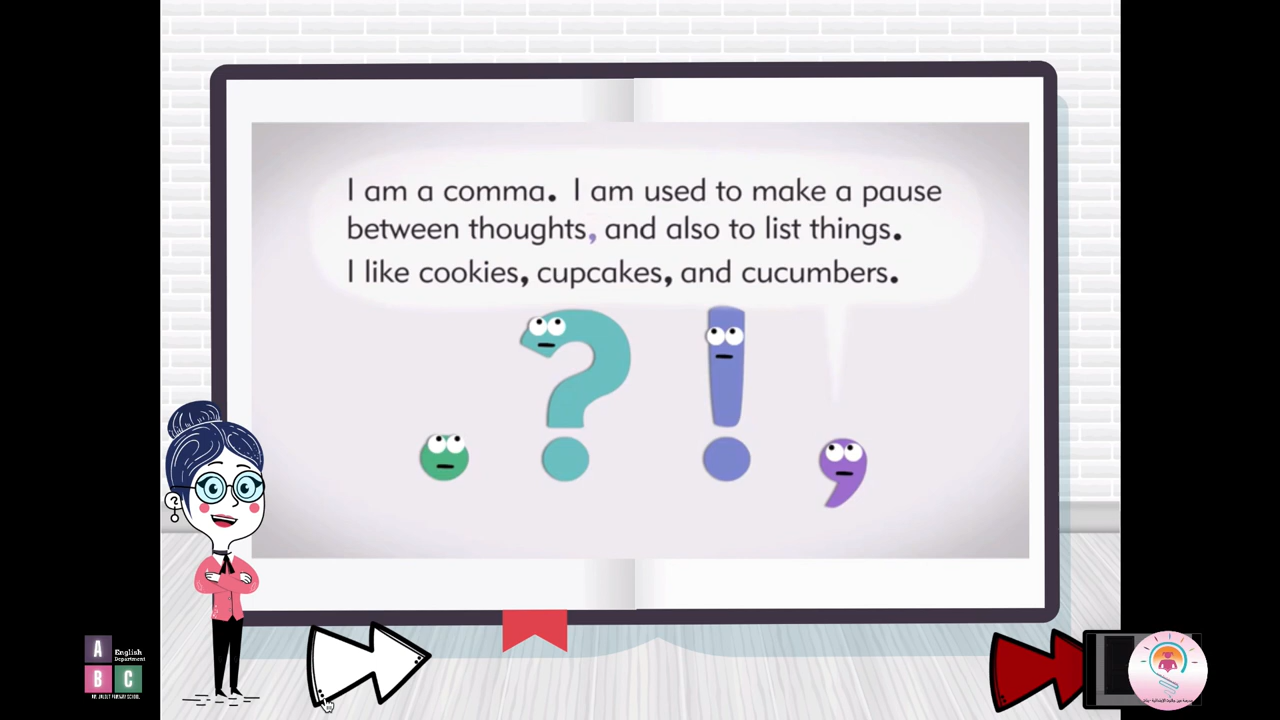 I am a comma. I am used to make a pause
between thoughts, and also to list things.
I like cookies, cupcakes, and cucumbers.
? ! ,
A English
Department
B C